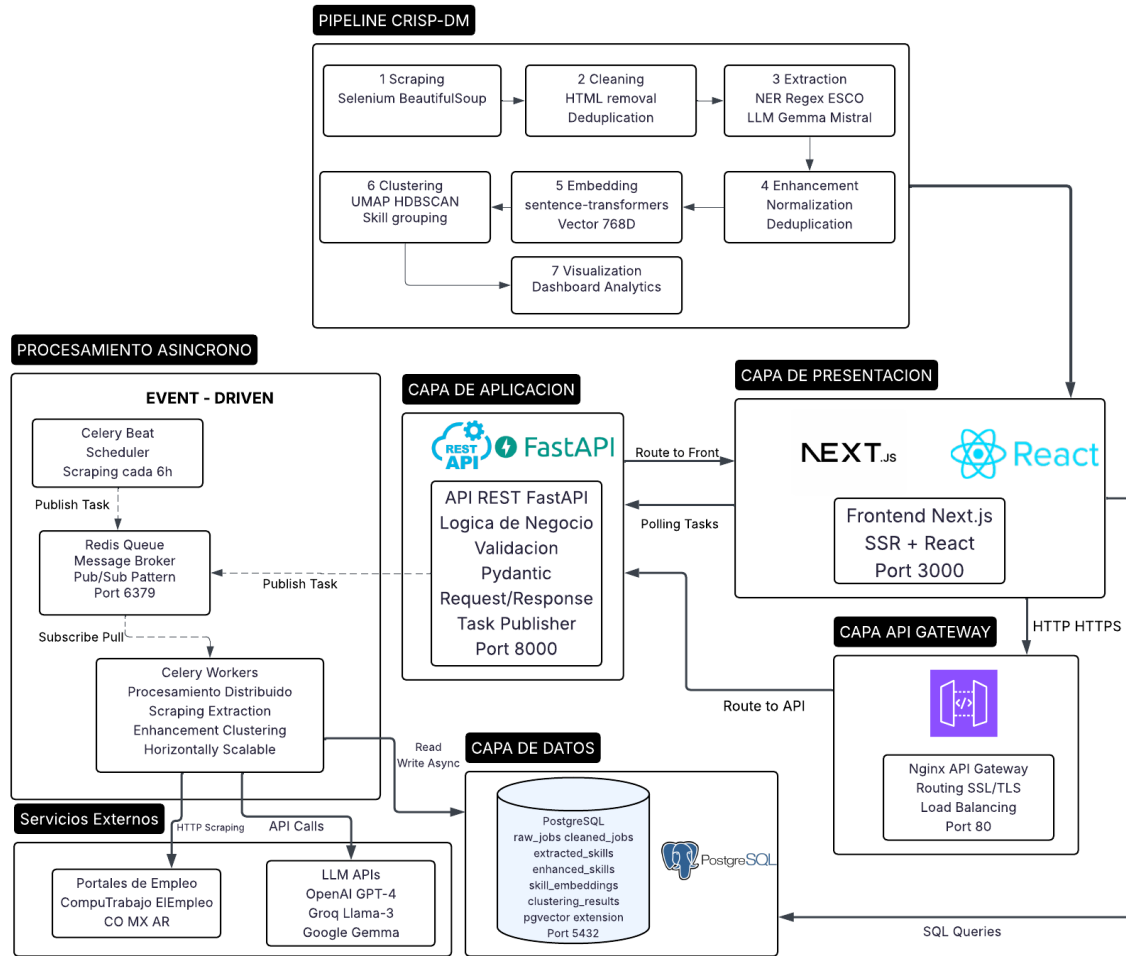 PIPELINE CRISP-DM
1 Scraping
Selenium BeautifulSoup
2 Cleaning
HTML removal
Deduplication
3 Extraction
NER Regex ESCO
LLM Gemma Mistral
6 Clustering
UMAP HDBSCAN
Skill grouping
5 Embedding
sentence-transformers
Vector 768D
4 Enhancement
Normalization
Deduplication
7 Visualization
Dashboard Analytics
PROCESAMIENTO ASINCRONO
EVENT - DRIVEN
Celery Beat
Scheduler
Scraping cada 6h
Publish Task
Redis Queue
Message Broker
Pub/Sub Pattern
Port 6379
Publish Task
Subscribe Pull
Celery Workers
Procesamiento Distribuido
Scraping Extraction
Enhancement Clustering
Horizontally Scalable
CAPA DE APLICACION
REST
API
FastAPI
API REST FastAPI
Logica de Negocio
Validacion
Pydantic
Request/Response
Task Publisher
Port 8000
Route to Front
Polling Tasks
CAPA DE PRESENTACION
NEXT.JS
React
Frontend Next.js
SSR + React
Port 3000
HTTP HTTPS
CAPA API GATEWAY
Route to API
Nginx API Gateway
Routing SSL/TLS
Load Balancing
Port 80
Read
Write Async
CAPA DE DATOS
PostgreSQL
raw_jobs cleaned_jobs
extracted_skills
enhanced_skills
skill_embeddings
clustering_results
pgvector extension
Port 5432
PostgreSQL
SQL Queries
Servicios Externos
HTTP Scraping
API Calls
Portales de Empleo
CompuTrabajo ElEmpleo
CO MX AR
LLM APIs
OpenAI GPT-4
Groq Llama-3
Google Gemma